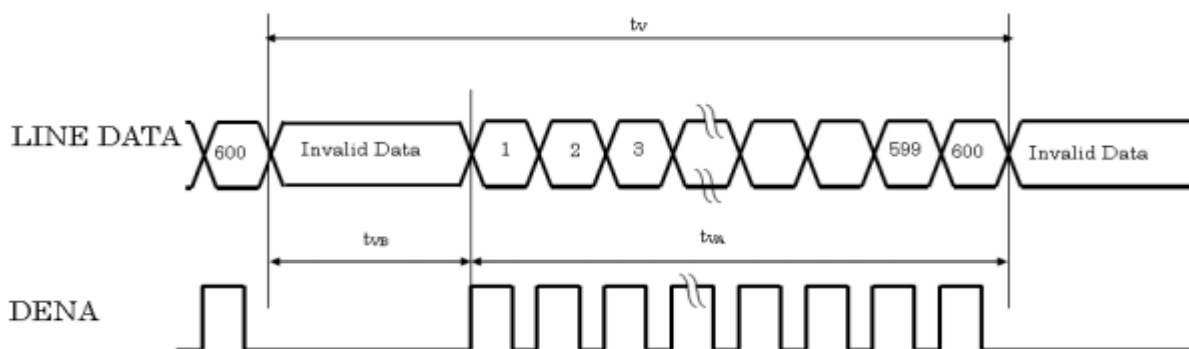 tV
LINE DATA
600
Invalid Data
1
2
3
599
600
Invalid Data
tVB
tVA
DENA